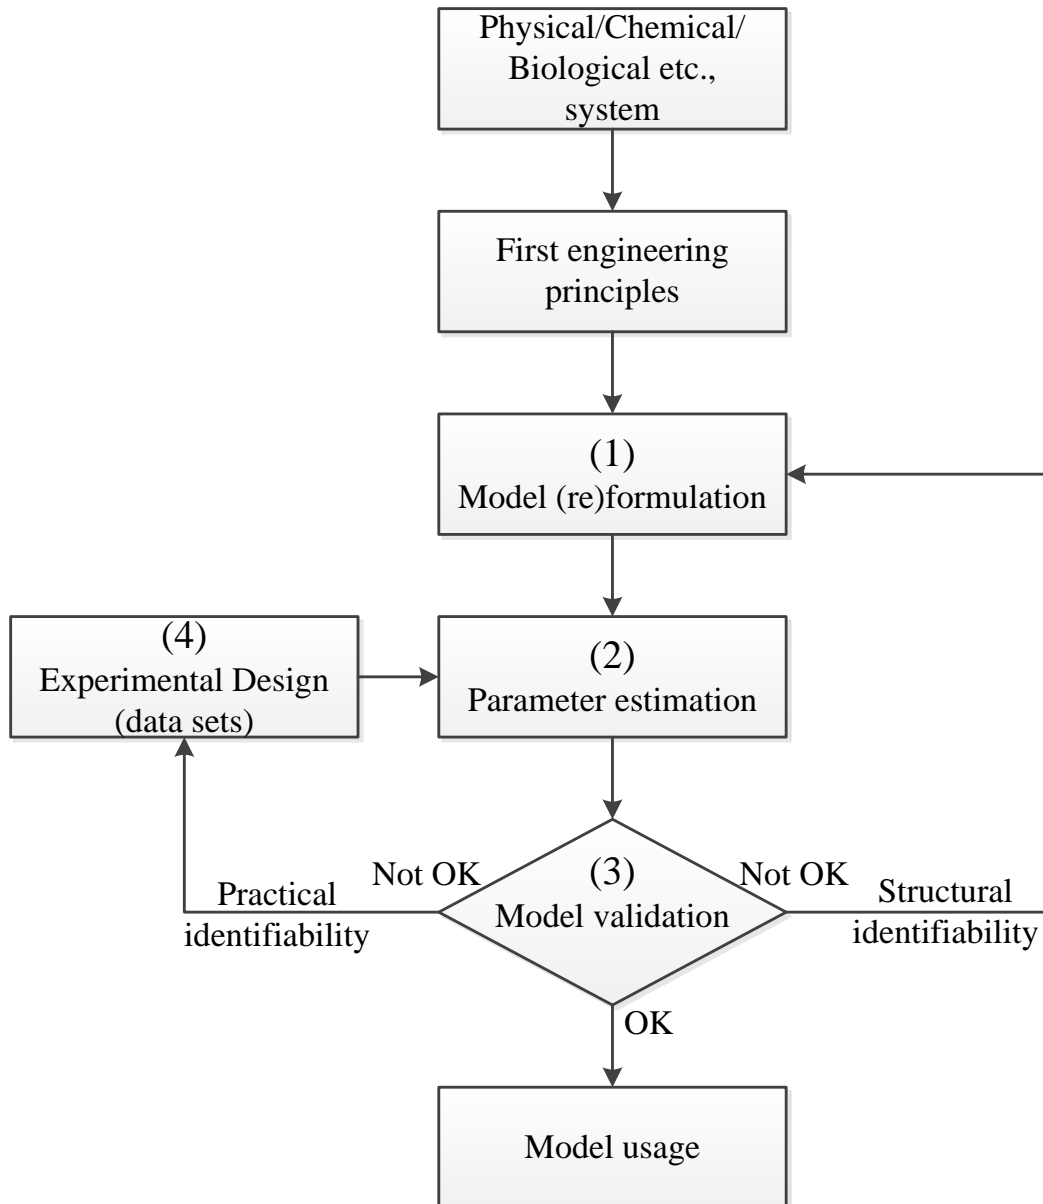 Physical/Chemical/
Biological etc.,
system
First engineering
principles
(1)
Model (re)formulation
(4)
Experimental Design
(data sets)
(2)
Parameter estimation
Not OK
(3)
Model validation
Not OK
Practical
identifiability
Structural
identifiability
OK
Model usage